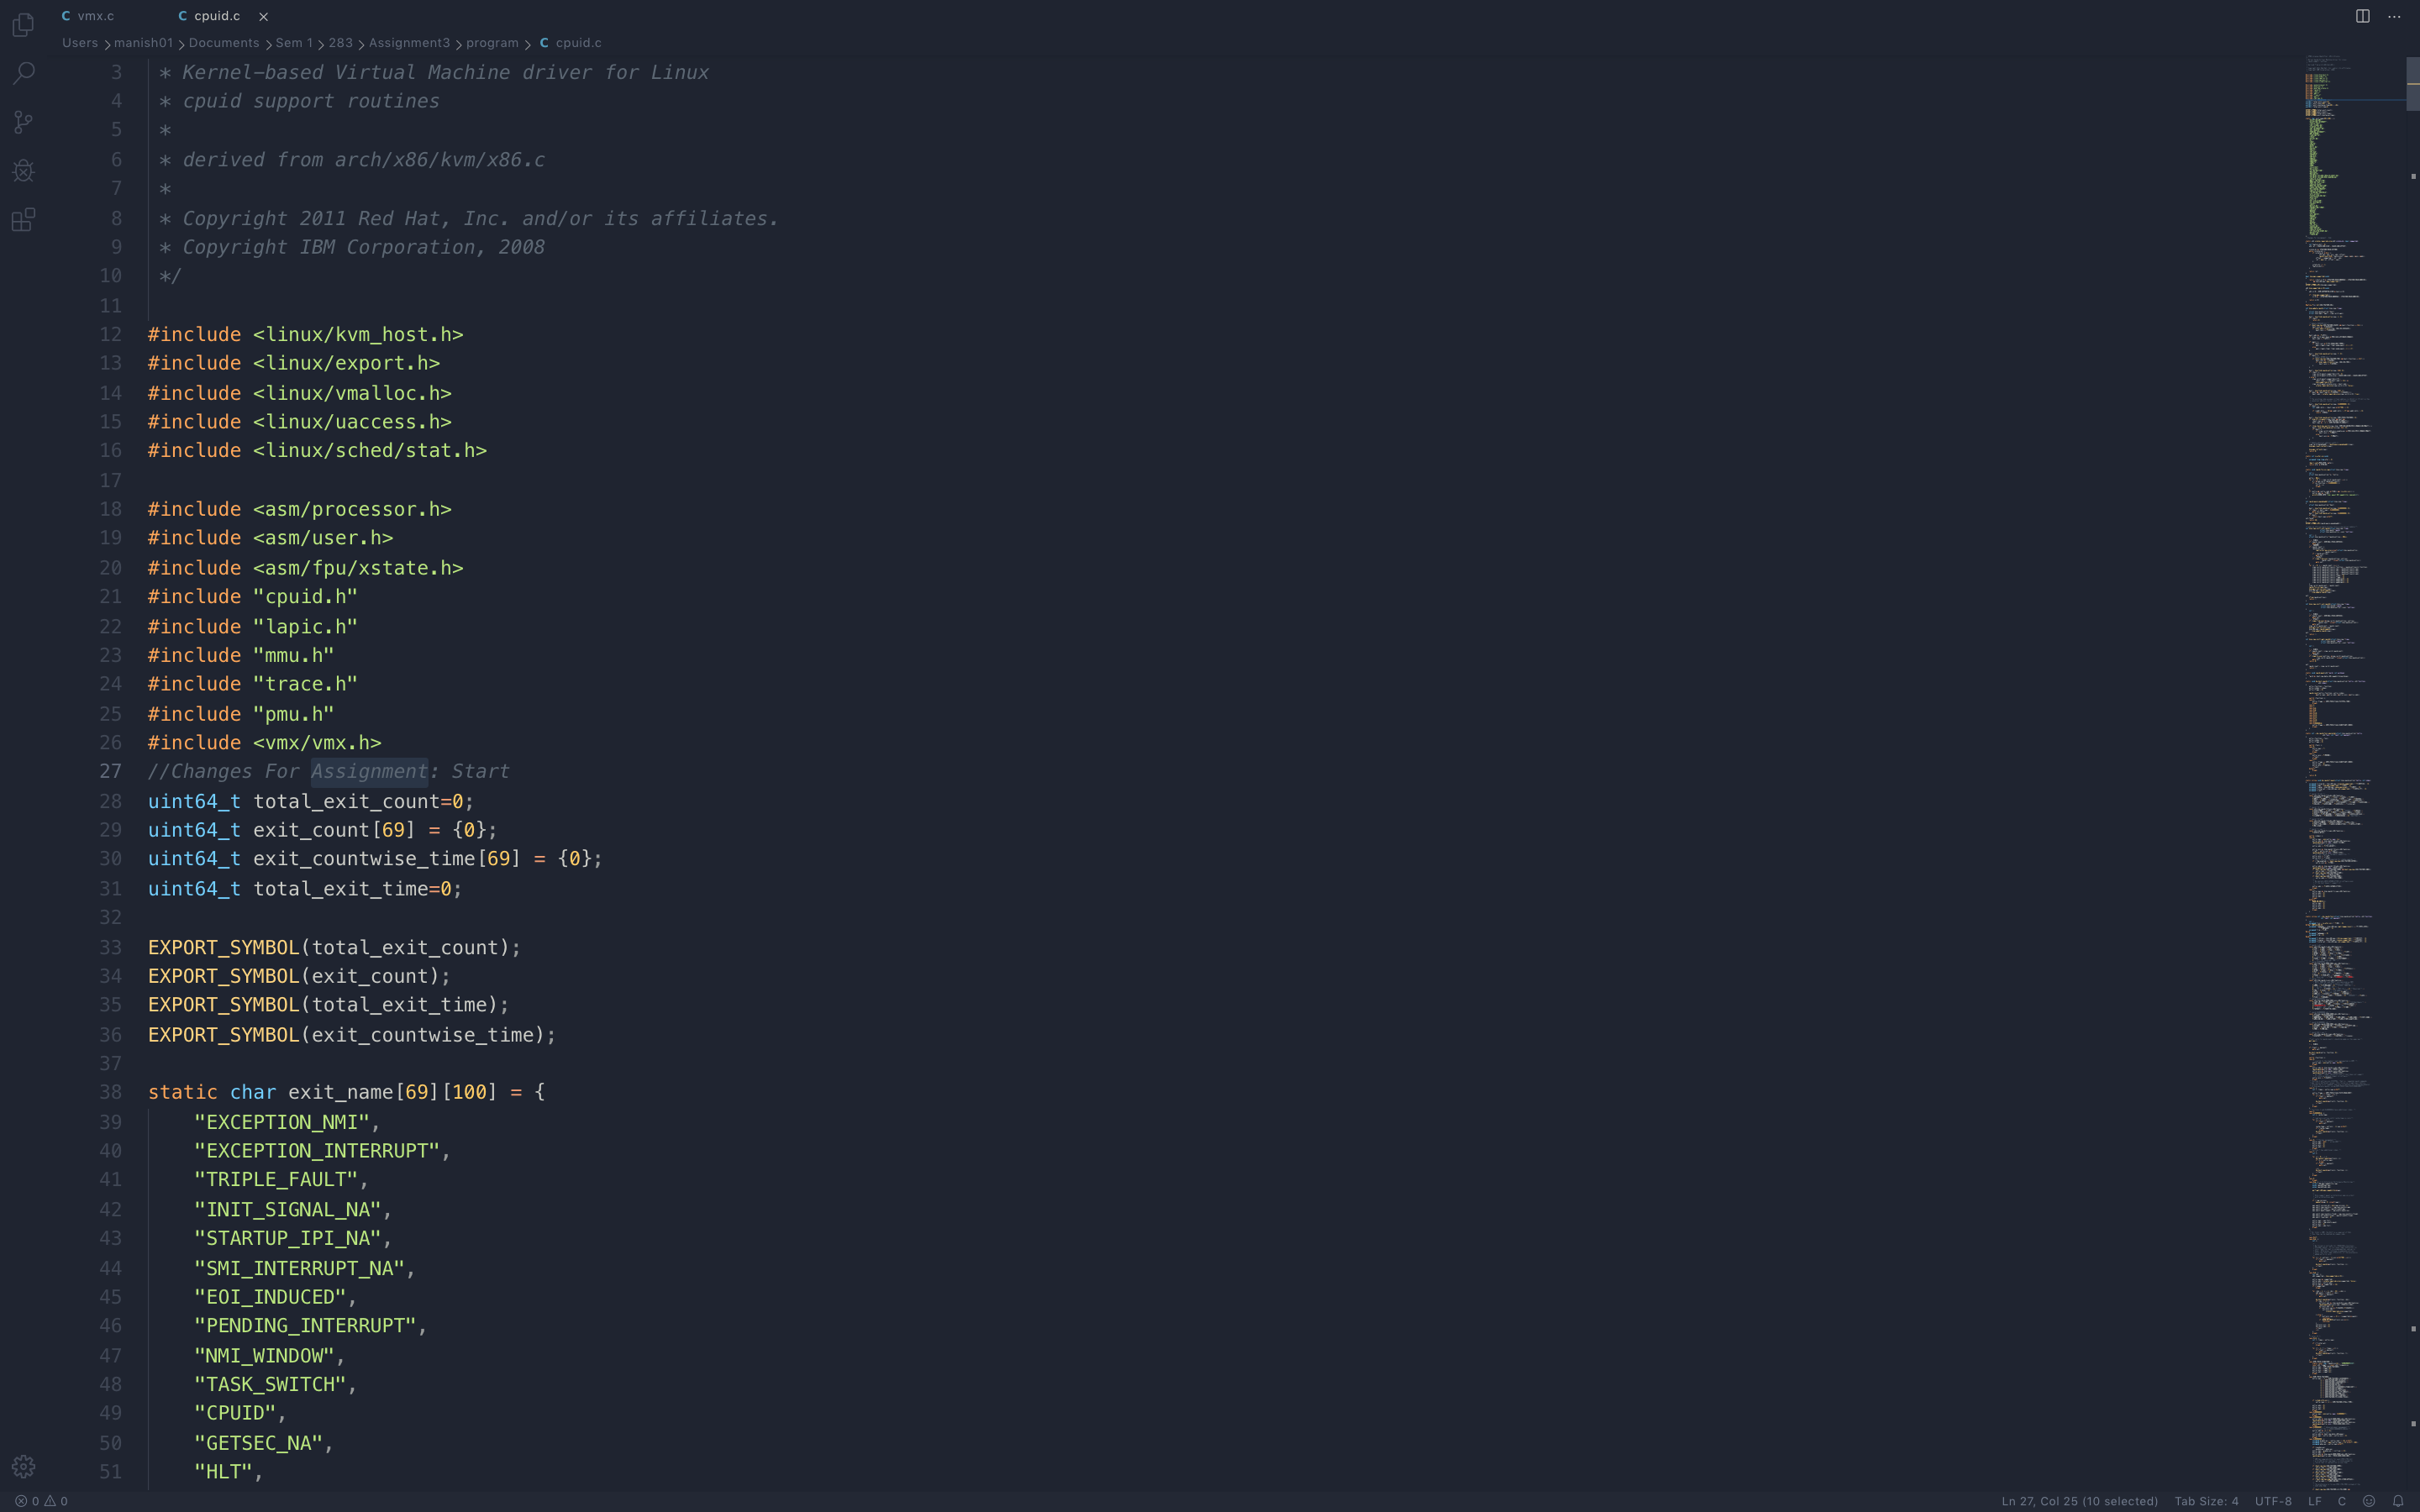 C vmx.c C cpuid.c
Users > manish01 > Documents > Sem 1 > 283 > Assignment3 > program > C cpuid.c
3 * Kernel-based Virtual Machine driver for Linux
4 * cpuid support routines
5 *
6 * derived from arch/x86/kvm/x86.c
7 *
8 * Copyright 2011 Red Hat, Inc. and/or its affiliates.
9 * Copyright IBM Corporation, 2008
10 */
11
12 #include <linux/kvm_host.h>
13 #include <linux/export.h>
14 #include <linux/vmalloc.h>
15 #include <linux/uaccess.h>
16 #include <linux/sched/stat.h>
17
18 #include <asm/processor.h>
19 #include <asm/user.h>
20 #include <asm/fpu/xstate.h>
21 #include "cpuid.h"
22 #include "lapic.h"
23 #include "mmu.h"
24 #include "trace.h"
25 #include "pmu.h"
26 #include <vmx/vmx.h>
27 //Changes For Assignment: Start
28 uint64_t total_exit_count=0;
29 uint64_t exit_count[69] = {0};
30 uint64_t exit_countwise_time[69] = {0};
31 uint64_t total_exit_time=0;
32
33 EXPORT_SYMBOL(total_exit_count);
34 EXPORT_SYMBOL(exit_count);
35 EXPORT_SYMBOL(total_exit_time);
36 EXPORT_SYMBOL(exit_countwise_time);
37
38 static char exit_name[69][100] = {
39 "EXCEPTION_NMI",
40 "EXCEPTION_INTERRUPT",
41 "TRIPLE_FAULT",
42 "INIT_SIGNAL_NA",
43 "STARTUP_IPI_NA",
44 "SMI_INTERRUPT_NA",
45 "EOI_INDUCED",
46 "PENDING_INTERRUPT",
47 "NMI_WINDOW",
48 "TASK_SWITCH",
49 "CPUID",
50 "GETSEC_NA",
51 "HLT",
0 0 Ln 27, Col 25 (10 selected) Tab Size: 4 UTF-8 LF C